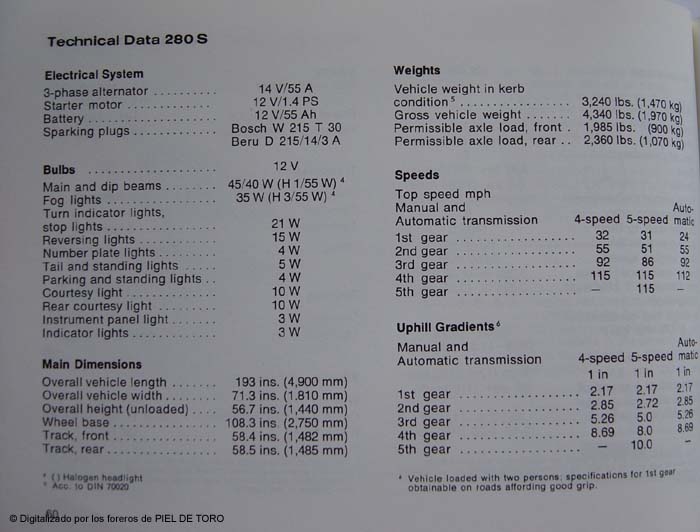 Technical Data 280 S
Electrical System
3-phase alternator .......... 14 V/55 A
Starter motor ........... 12 V/1.4 PS
Battery ................ 12 V/55 Ah
Sparking plugs .......... Bosch W 215 T 30
Beru D 215/14/3 A
Bulbs ................ 12 V
Main and dip beams ........ 45/40 W (H 1/55 W) 4
Fog lights ............... 35 W (H 3/55 W) 4
Turn indicator lights,
stop lights .............. 21 W
Reversing lights .......... 15 W
Number plate lights ........ 4 W
Tail and standing lights ..... 5 W
Parking and standing lights .. 4 W
Courtesy light ............ 10 W
Rear courtesy light ........ 10 W
Instrument panel light ...... 3 W
Indicator lights ........... 3 W
Main Dimensions
Overall vehicle length ....... 193 ins. (4,900 mm)
Overall vehicle width ........ 71.3 ins. (1.810 mm)
Overall height (unloaded) .... 56.7 ins. (1,440 mm)
Wheel base .............. 108.3 ins. (2,750 mm)
Track, front .............. 58.4 ins. (1,482 mm)
Track, rear ............... 58.5 ins. (1,485 mm)
4 ( ) Halogen headlight
5 Acc. to DIN 70020
60
Weights
Vehicle weight in kerb
condition 5 ................ 3,240 lbs. (1,470 kg)
Gross vehicle weight ....... 4,340 lbs. (1,970 kg)
Permissible axle load, front . 1,985 lbs. (900 kg)
Permissible axle load, rear .. 2,360 lbs. (1,070 kg)
Speeds
Top speed mph
Manual and Auto-
Automatic transmission 4-speed 5-speed matic
1st gear .................. 32 31 24
2nd gear .................. 55 51 55
3rd gear .................. 92 86 92
4th gear .................. 115 115 112
5th gear .................. – 115 –
Uphill Gradients 6
Manual and Auto-
Automatic transmission 4-speed 5-speed matic
1 in 1 in 1 in
1st gear .................. 2.17 2.17 2.17
2nd gear .................. 2.85 2.72 2.85
3rd gear .................. 5.26 5.0 5.26
4th gear .................. 8.69 8.0 8.69
5th gear .................. – 10.0 –
Vehicle loaded with two persons; specifications for 1st gear
obtainable on roads affording good grip.
© Digitalizado por los foreros de PIEL DE TORO